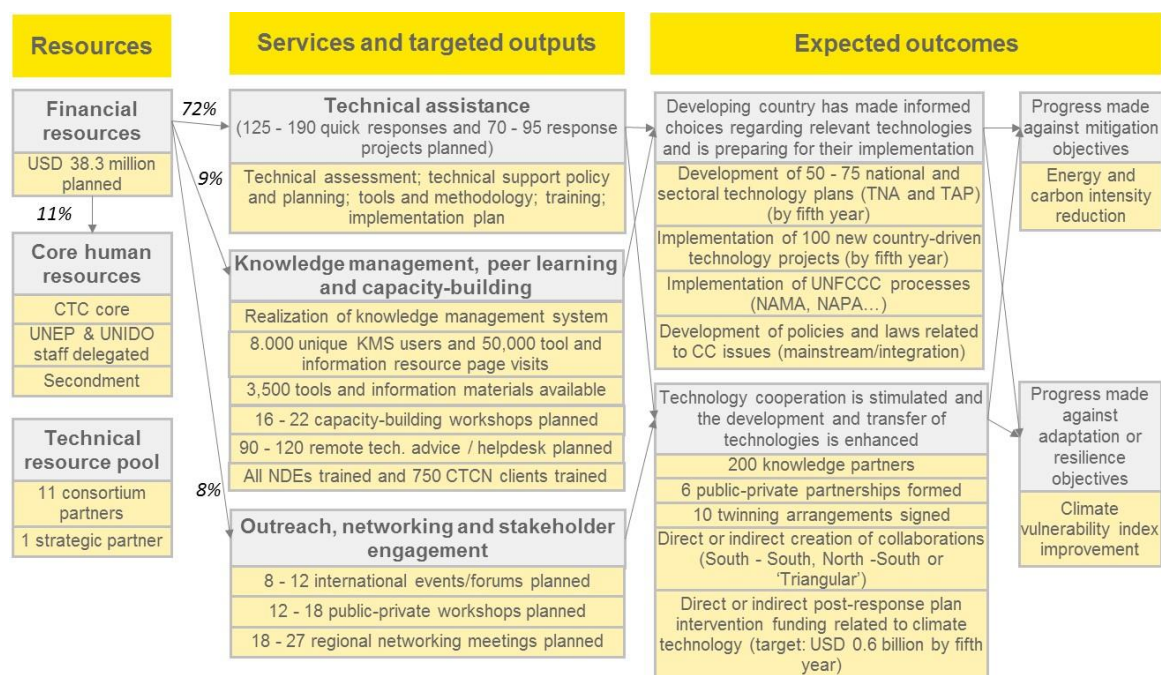 Resources
Services and targeted outputs
Expected outcomes
Financial
resources
USD 38.3 million
planned
11%
Core human
resources
CTC core
UNEP & UNIDO
staff delegated
Secondment
Technical
resource pool
11 consortium
partners
1 strategic partner
72%
9%
8%
Technical assistance
(125 - 190 quick responses and 70 - 95 response
projects planned)
Technical assessment; technical support policy
and planning; tools and methodology; training;
implementation plan
Knowledge management, peer learning
and capacity-building
Realization of knowledge management system
8.000 unique KMS users and 50,000 tool and
information resource page visits
3,500 tools and information materials available
16 - 22 capacity-building workshops planned
90 - 120 remote tech. advice / helpdesk planned
All NDEs trained and 750 CTCN clients trained
Outreach, networking and stakeholder
engagement
8 - 12 international events/forums planned
12 - 18 public-private workshops planned
18 - 27 regional networking meetings planned
Developing country has made informed
choices regarding relevant technologies
and is preparing for their implementation
Development of 50 - 75 national and
sectoral technology plans (TNA and TAP)
(by fifth year)
Implementation of 100 new country-driven
technology projects (by fifth year)
Implementation of UNFCCC processes
(NAMA, NAPA…)
Development of policies and laws related
to CC issues (mainstream/integration)
Technology cooperation is stimulated and
the development and transfer of
technologies is enhanced
200 knowledge partners
6 public-private partnerships formed
10 twinning arrangements signed
Direct or indirect creation of collaborations
(South - South, North -South or
‘Triangular’)
Direct or indirect post-response plan
intervention funding related to climate
technology (target: USD 0.6 billion by fifth
year)
Progress made
against mitigation
objectives
Energy and
carbon intensity
reduction
Progress made
against
adaptation or
resilience
objectives
Climate
vulnerability index
improvement